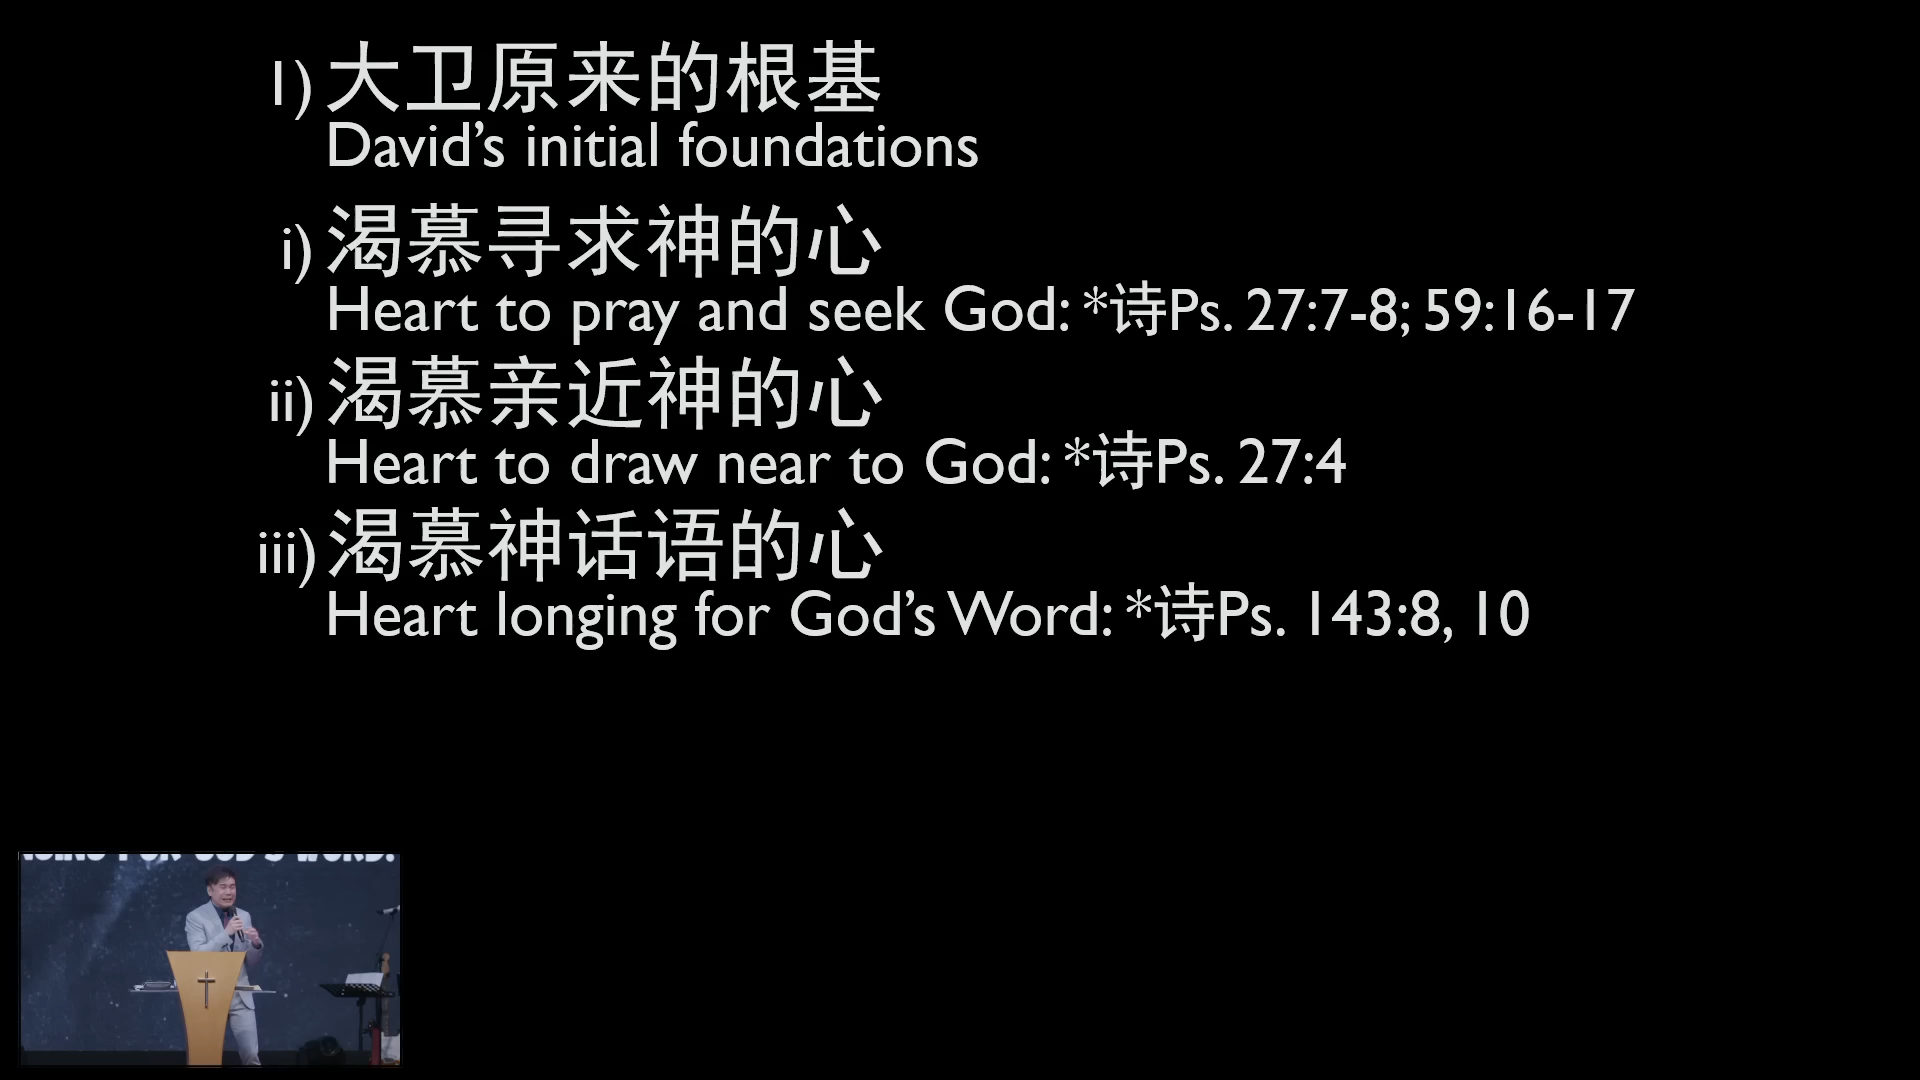 1) 大卫原来的根基
David's initial foundations
i) 渴慕寻求神的心
Heart to pray and seek God: *诗Ps. 27:7-8; 59:16-17
ii) 渴慕亲近神的心
Heart to draw near to God: *诗Ps. 27:4
iii) 渴慕神话语的心
Heart longing for God's Word: *诗Ps. 143:8, 10
FOR GOD'S WORD: